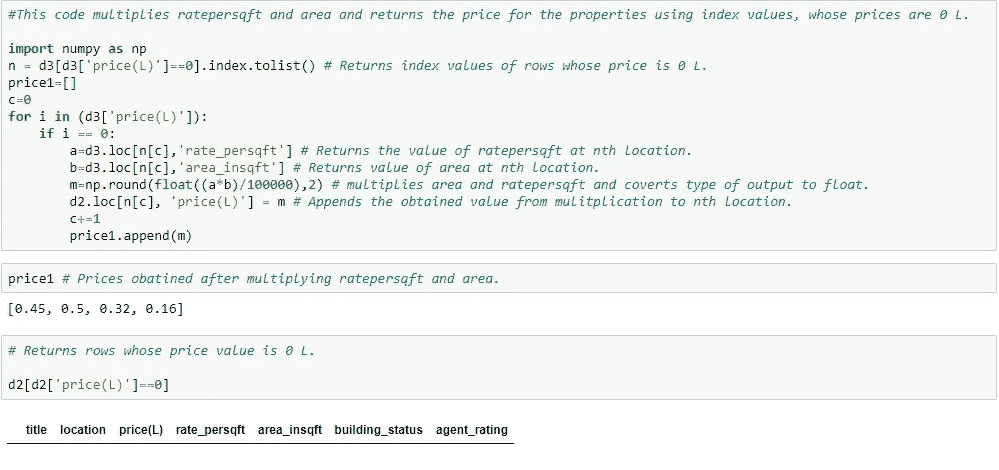 #This code multiplies ratepersqft and area and returns the price for the properties using index values, whose prices are 0 L.
import numpy as np
n = d3[d3['price(L)']==0].index.tolist() # Returns index values of rows whose price is 0 L.
price1=[]
c=0
for i in (d3['price(L)']):
    if i == 0:
        a=d3.loc[n[c],'rate_persqft'] # Returns the value of ratepersqft at nth location.
        b=d3.loc[n[c],'area_insqft'] # Returns value of area at nth location.
        m=np.round(float((a*b)/100000),2) # multiplies area and ratepersqft and coverts type of output to float.
        d2.loc[n[c], 'price(L)'] = m # Appends the obtained value from mulitplication to nth location.
        c+=1
        price1.append(m)
price1 # Prices obatined after multiplying ratepersqft and area.
[0.45, 0.5, 0.32, 0.16]
# Returns rows whose price value is 0 L.
d2[d2['price(L)']==0]
title location price(L) rate_persqft area_insqft building_status agent_rating